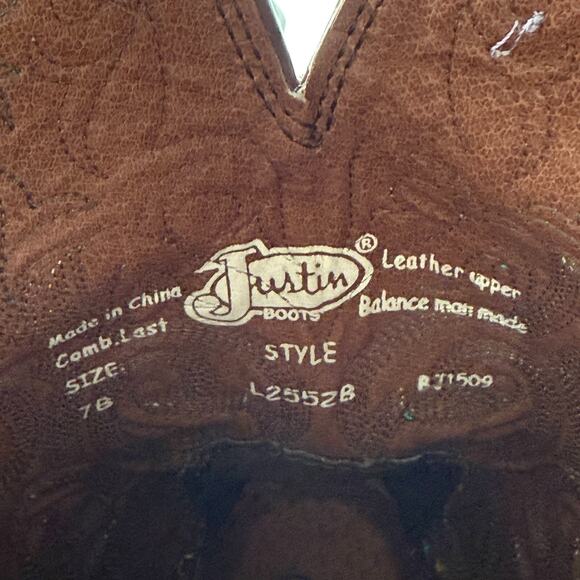 Justin®
BOOTS
Made in China
Comb.Last
SIZE:
7B
STYLE
L2552B
Leather upper
Balance man made
RJ1509